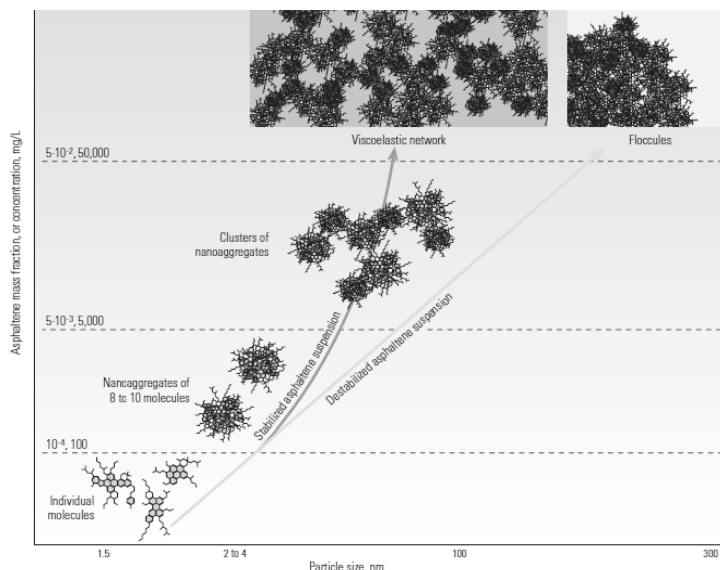 Viscoelastic network
Floccules
5·10⁻², 50,000
Clusters of
nanoaggregates
5·10⁻³, 5,000
Nanoaggregates of
8 to 10 molecules
Stabilized asphaltene suspension
Destabilized asphaltene suspension
10⁻⁴, 100
Individual
molecules
Asphaltene mass fraction, or concentration, mg/L
1.5
2 to 4
100
300
Particle size, nm